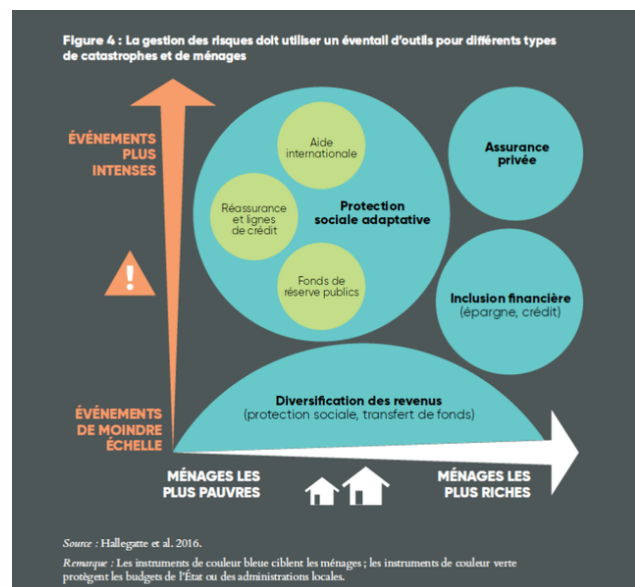 Figure 4 : La gestion des risques doit utiliser un éventail d'outils pour différents types
de catastrophes et de ménages
ÉVÉNEMENTS
PLUS
INTENSES
Aide
internationale
Réassurance
et lignes
de crédit
Protection
sociale adaptative
Fonds de
réserve publics
Assurance
privée
Inclusion financière
(épargne, crédit)
!
Diversification des revenus
(protection sociale, transfert de fonds)
ÉVÉNEMENTS
DE MOINDRE
ÉCHELLE
MÉNAGES LES
PLUS PAUVRES
MÉNAGES LES
PLUS RICHES
Source : Hallegatte et al. 2016.
Remarque : Les instruments de couleur bleue ciblent les ménages ; les instruments de couleur verte
protègent les budgets de l'État ou des administrations locales.